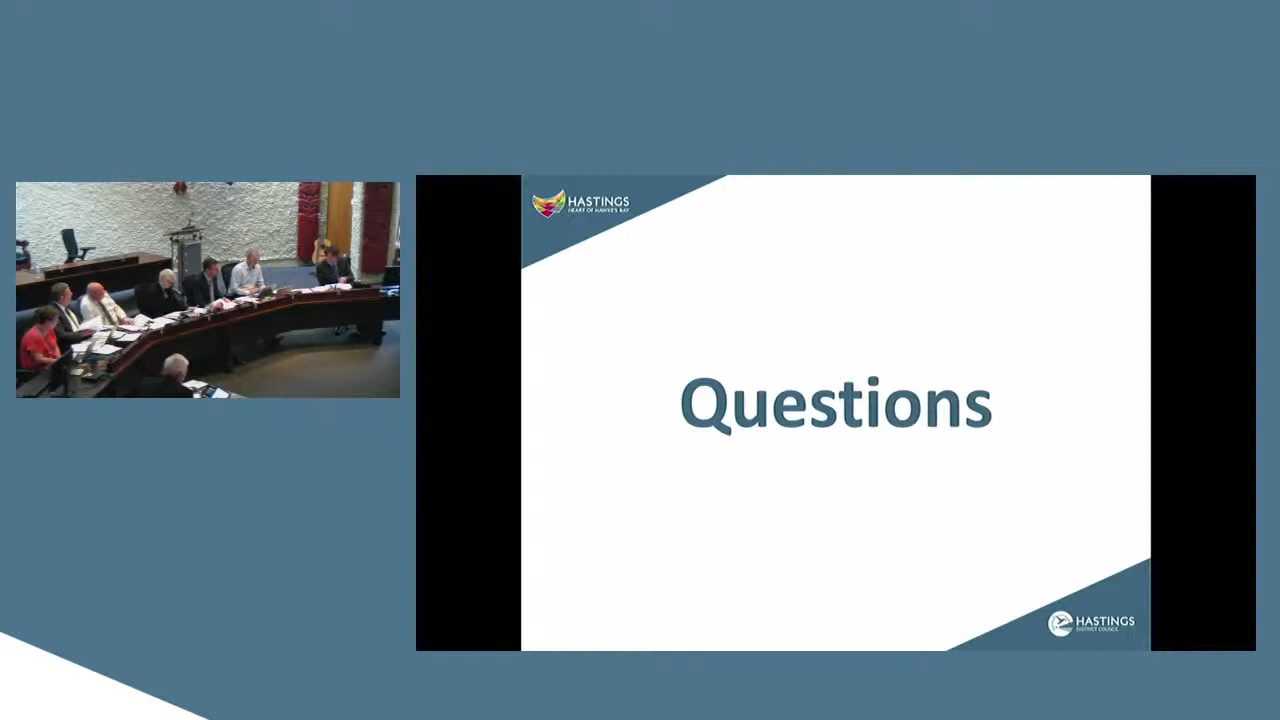 HASTINGS
HEART OF HAWKE'S BAY
Questions
HASTINGS
DISTRICT COUNCIL